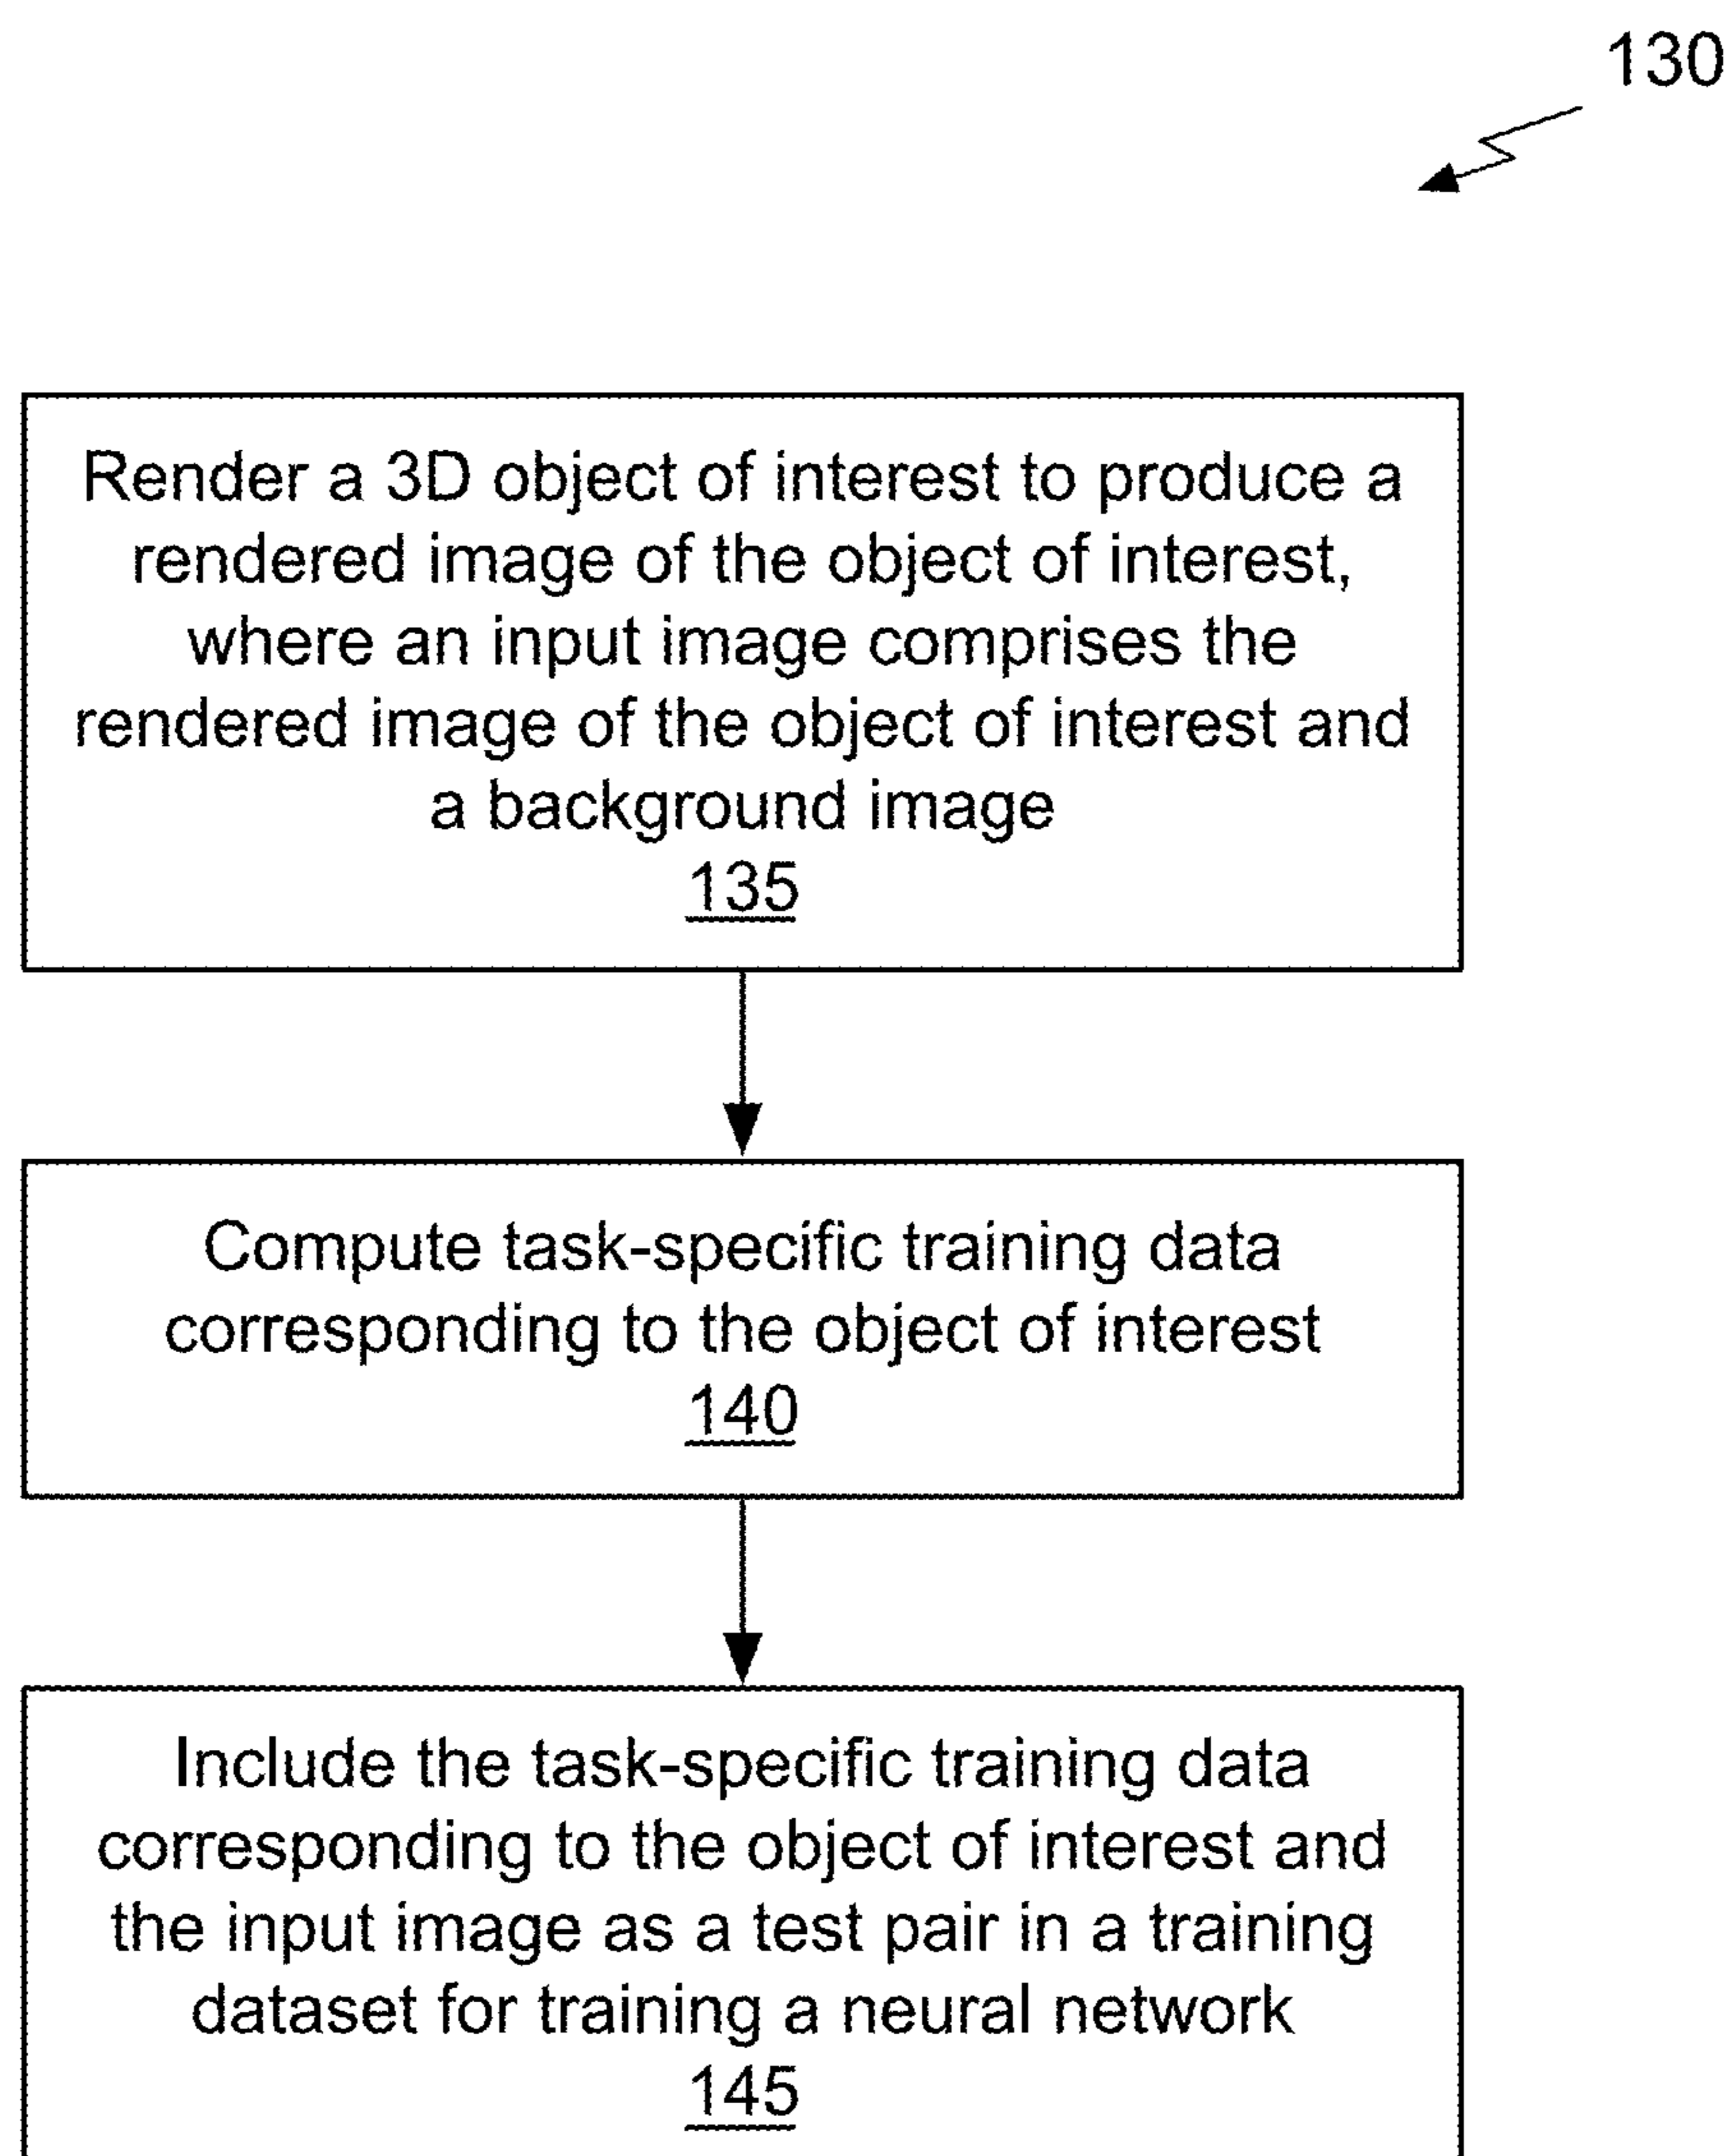 130
Render a 3D object of interest to produce a
rendered image of the object of interest,
where an input image comprises the
rendered image of the object of interest and
a background image
135
Compute task-specific training data
corresponding to the object of interest
140
Include the task-specific training data
corresponding to the object of interest and
the input image as a test pair in a training
dataset for training a neural network
145